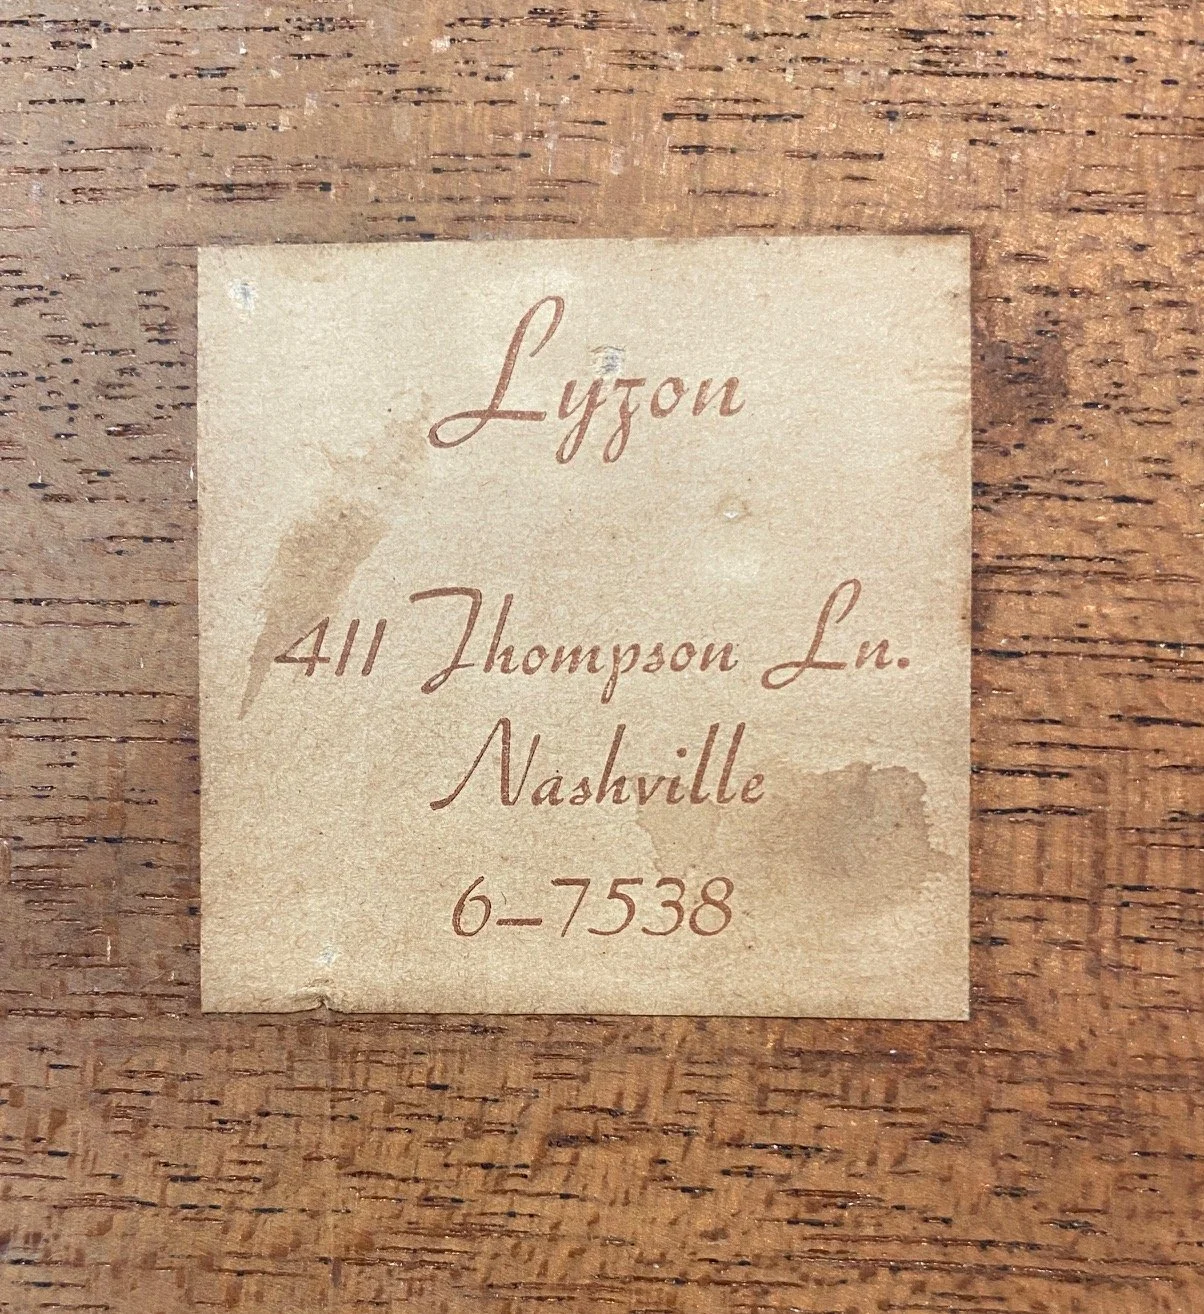 Lyzon
411 Thompson Ln.
Nashville
6-7538